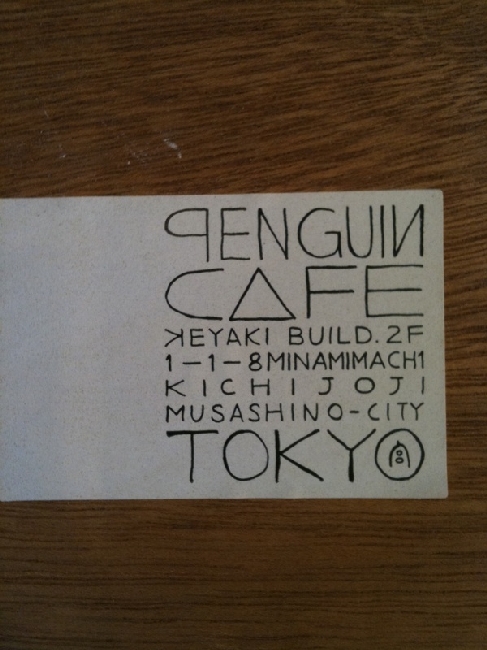 PENGUIN
CAFE
KEYAKI BUILD. 2F
1-1-8 MINAMIMACHI
KICHIJOJI
MUSASHINO-CITY
TOKYO